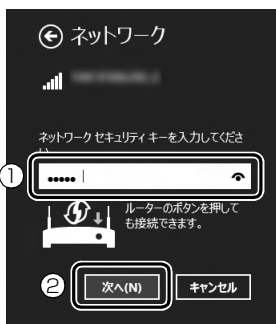 ネットワーク
ネットワーク セキュリティ キーを入力してくださ
い
①
•••••
ルーターのボタンを押して
も接続できます。
②
次へ(N)
キャンセル